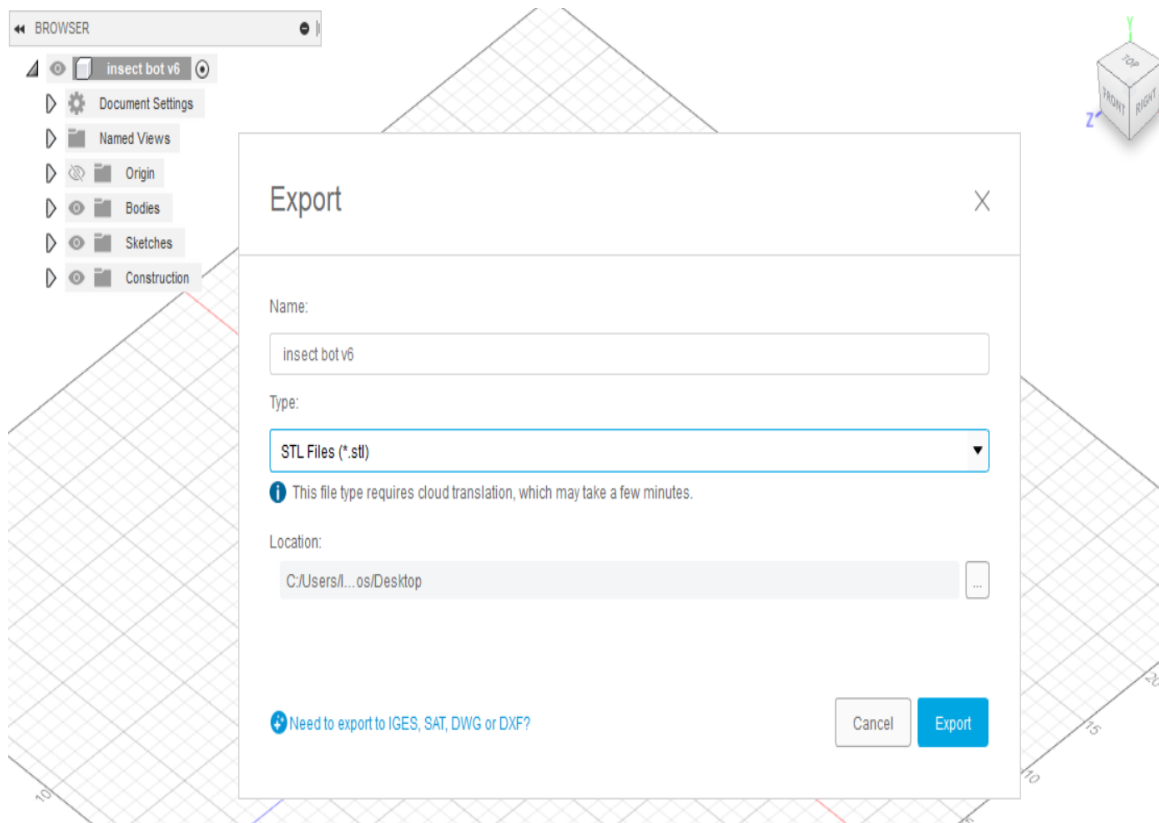 BROWSER
insect bot v6
Document Settings
Named Views
Origin
Bodies
Sketches
Construction
Y
TOP
FRONT
RIGHT
Z
Export
X
Name:
insect bot v6
Type:
STL Files (*.stl)
This file type requires cloud translation, which may take a few minutes.
Location:
C:/Users/l...os/Desktop
...
Need to export to IGES, SAT, DWG or DXF?
Cancel
Export
20
15
10
10